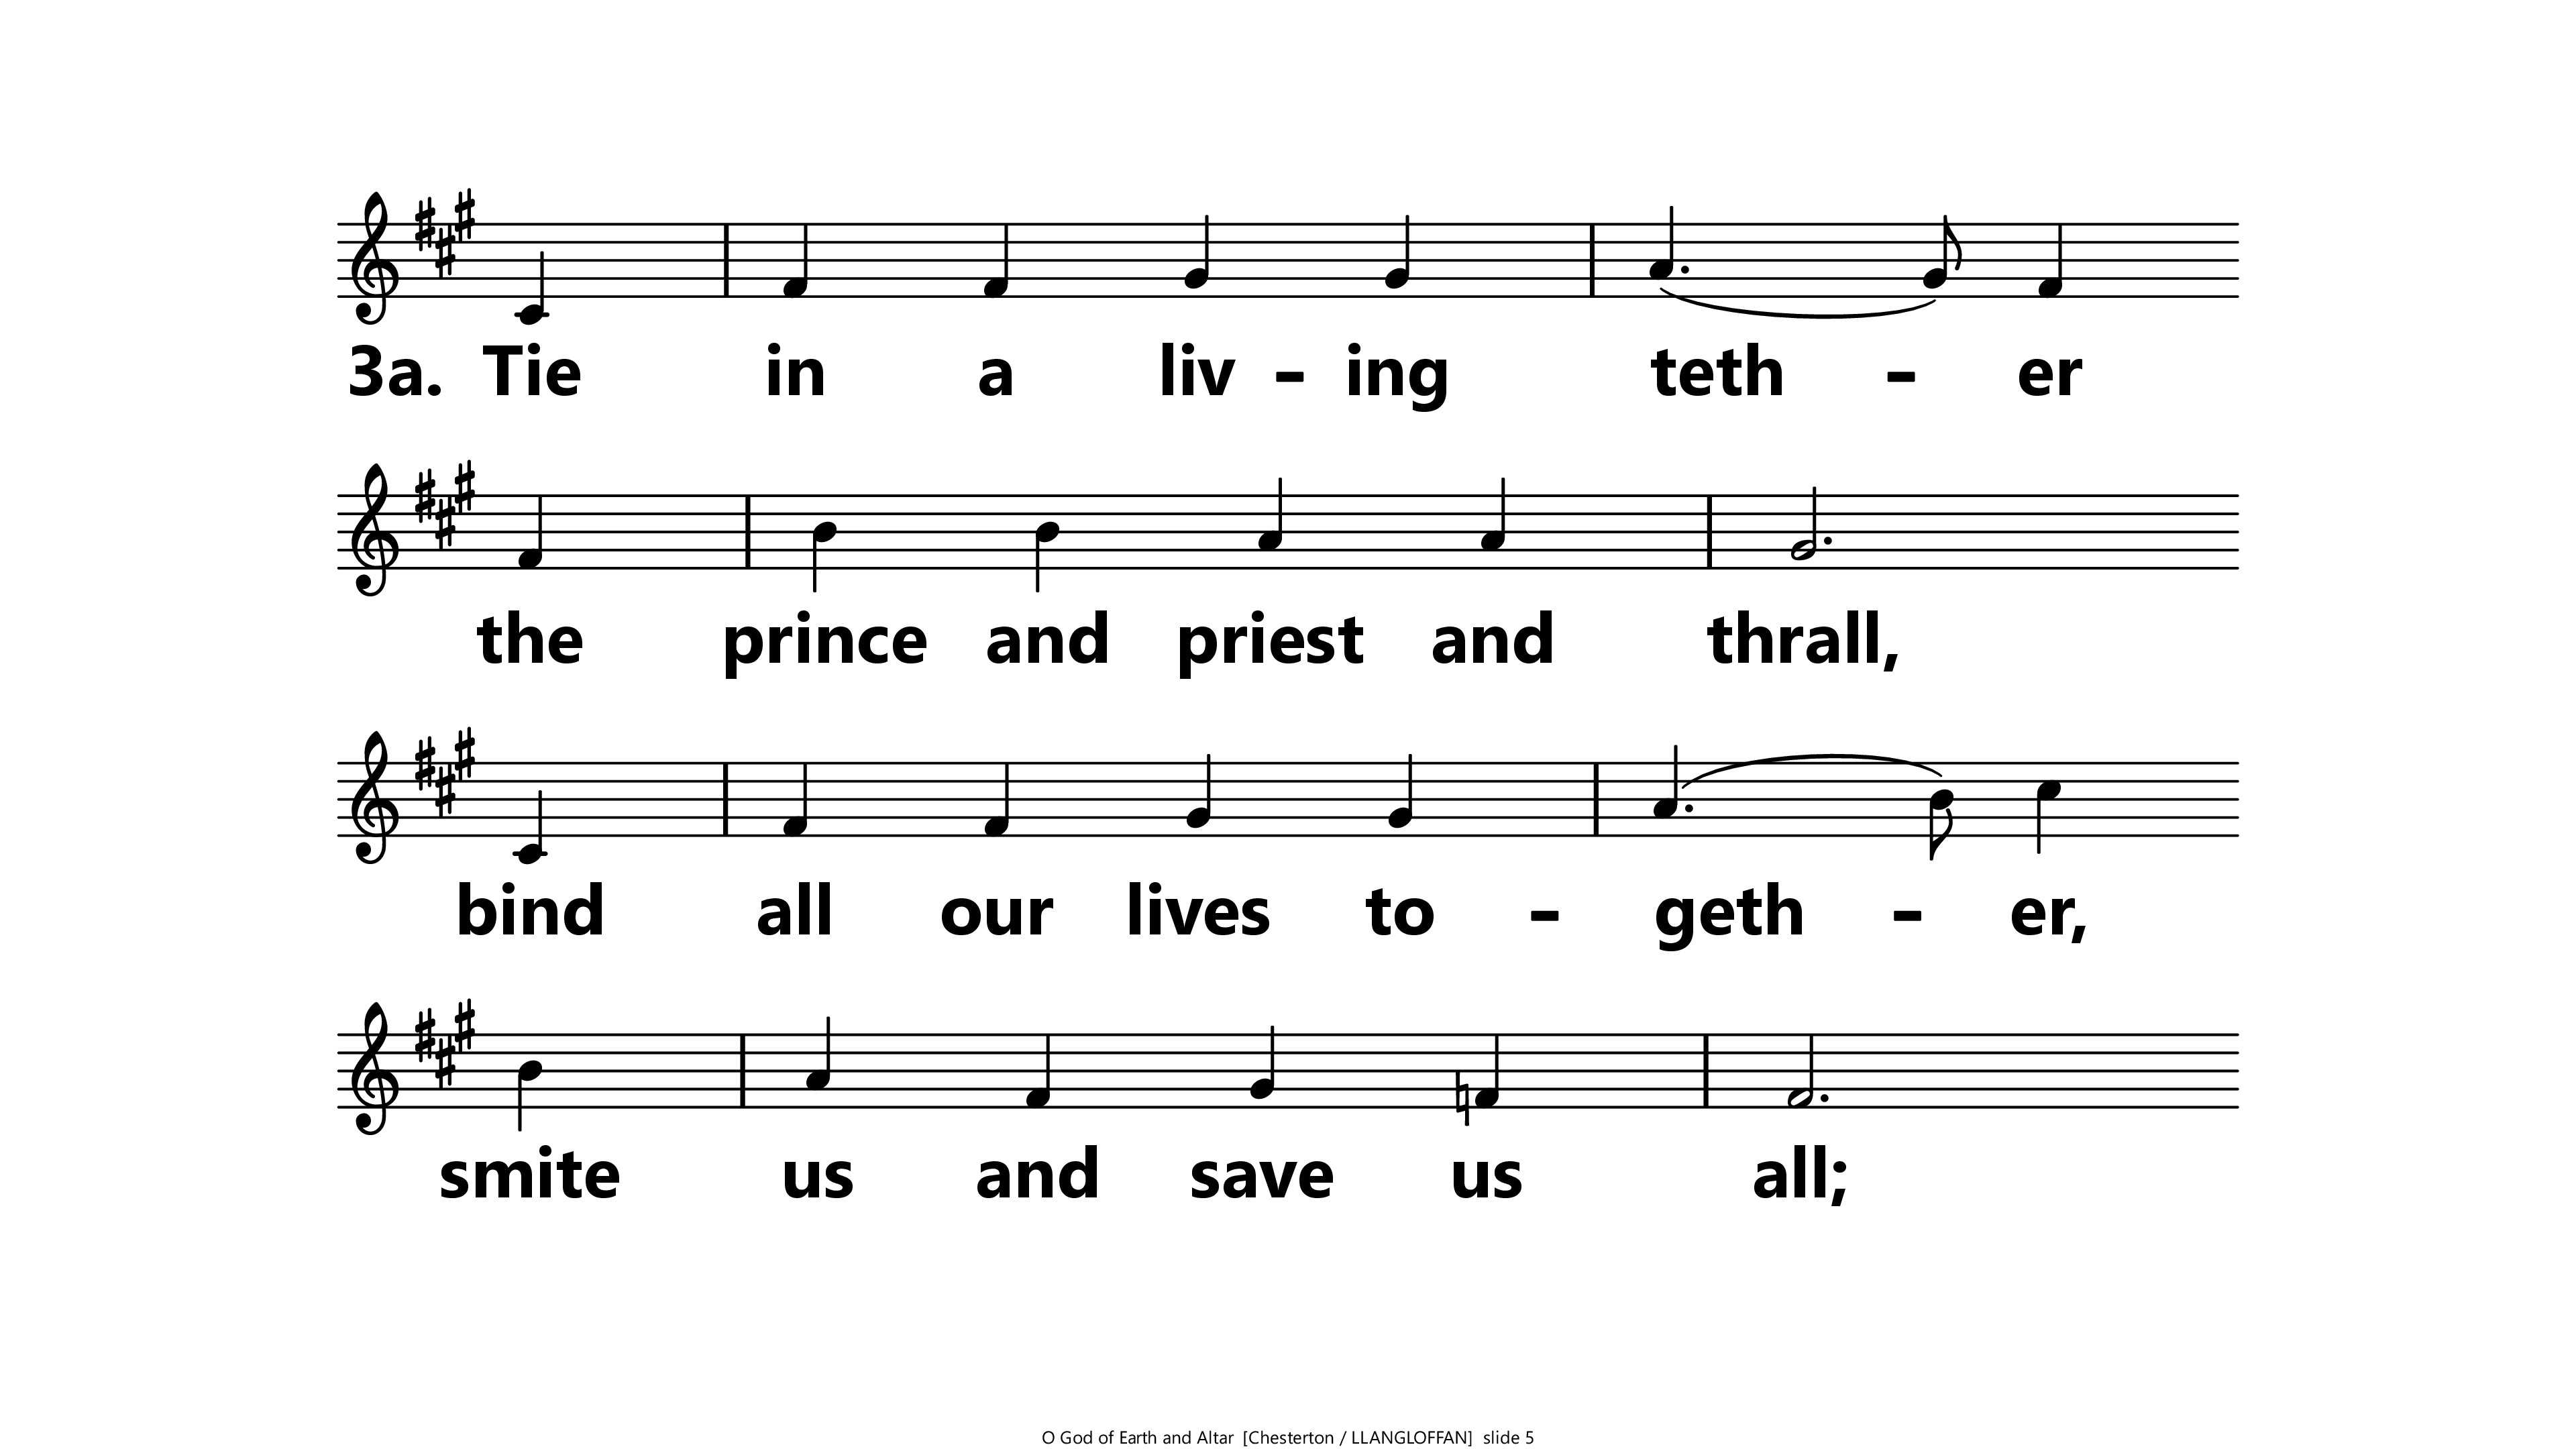 3a. Tie in a liv - ing teth - er
the prince and priest and thrall,
bind all our lives to - geth - er,
smite us and save us all;
O God of Earth and Altar [Chesterton / LLANGLOFFAN] slide 5